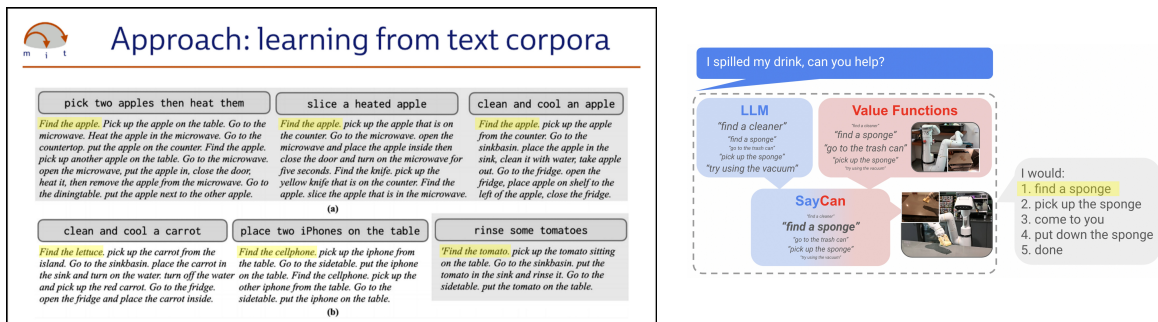 m i t
Approach: learning from text corpora
pick two apples then heat them
Find the apple. Pick up the apple on the table. Go to the
microwave. Heat the apple in the microwave. Go to the
countertop. put the apple on the counter. Find the apple.
pick up another apple on the table. Go to the microwave.
open the microwave, put the apple in, close the door,
heat it, then remove the apple from the microwave. Go to
the diningtable. put the apple next to the other apple.
slice a heated apple
Find the apple. pick up the apple that is on
the counter. Go to the microwave. open the
microwave and place the apple inside then
close the door and turn on the microwave for
five seconds. Find the knife. pick up the
yellow knife that is on the counter. Find the
apple. slice the apple that is in the microwave.
clean and cool an apple
Find the apple. pick up the apple
from the counter. Go to the
sinkbasin. place the apple in the
sink, clean it with water, take apple
out. Go to the fridge. open the
fridge, place apple on shelf to the
left of the apple, close the fridge.
(a)
clean and cool a carrot
Find the lettuce. pick up the carrot from the
island. Go to the sinkbasin. place the carrot in
the sink and turn on the water. turn off the water
and pick up the red carrot. Go to the fridge.
open the fridge and place the carrot inside.
place two iPhones on the table
Find the cellphone. pick up the iphone from
the table. Go to the sidetable. put the iphone
on the table. Find the cellphone. pick up the
other iphone from the table. Go to the
sidetable. put the iphone on the table.
rinse some tomatoes
'Find the tomato. pick up the tomato sitting
on the table. Go to the sinkbasin. put the
tomato in the sink and rinse it. Go to the
sidetable. put the tomato on the table.
(b)
I spilled my drink, can you help?
LLM
"find a cleaner"
"find a sponge"
"go to the trash can"
"pick up the sponge"
"try using the vacuum"
Value Functions
"find a cleaner"
"find a sponge"
"go to the trash can"
"pick up the sponge"
"try using the vacuum"
SayCan
"find a cleaner"
"find a sponge"
"go to the trash can"
"pick up the sponge"
"try using the vacuum"
I would:
1. find a sponge
2. pick up the sponge
3. come to you
4. put down the sponge
5. done